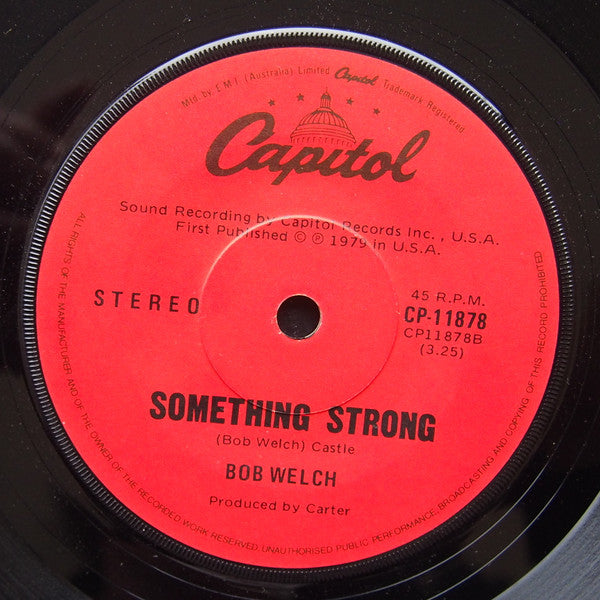 Mfd. by E.M.I. (Australia) Limited Capitol Trademark Registered
Capitol
Sound Recording by Capitol Records Inc., U.S.A.
First Published © ℗ 1979 in U.S.A.
STEREO
45 R.P.M.
CP-11878
CP11878B
(3.25)
SOMETHING STRONG
(Bob Welch) Castle
BOB WELCH
Produced by Carter
ALL RIGHTS OF THE MANUFACTURER AND OF THE OWNER OF THE RECORDED WORK RESERVED. UNAUTHORISED PUBLIC PERFORMANCE, BROADCASTING AND COPYING OF THIS RECORD PROHIBITED